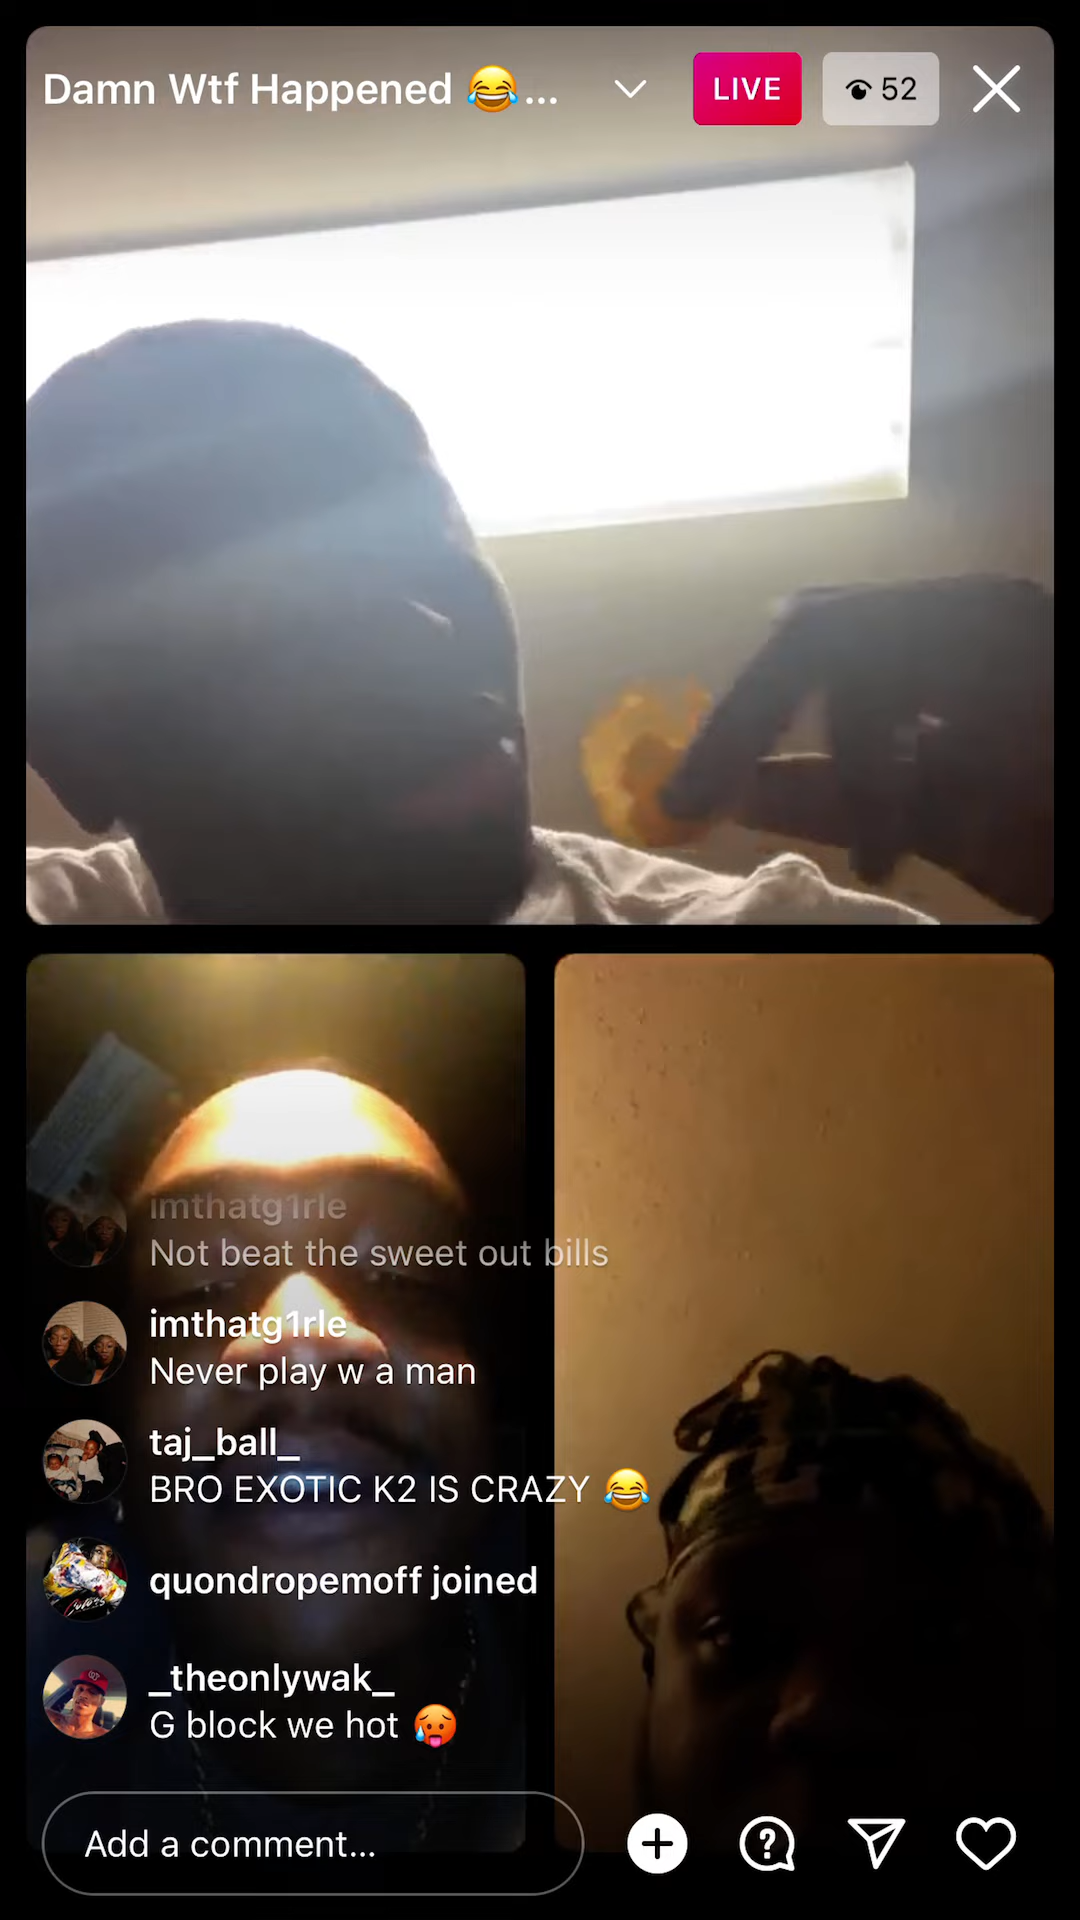 Damn Wtf Happened 😂...
LIVE
52
imthatg1rle
Not beat the sweet out bills
imthatg1rle
Never play w a man
taj_ball_
BRO EXOTIC K2 IS CRAZY 😂
quondropemoff joined
_theonlywak_
G block we hot 🥵
Add a comment...